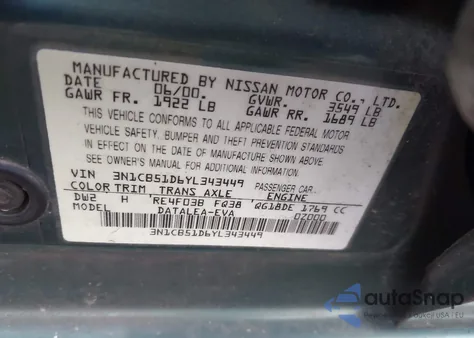 MANUFACTURED BY NISSAN MOTOR CO., LTD.
DATE 06/00. GVWR: 3549 LB
GAWR FR. 1922 LB GAWR RR. 1689 LB
THIS VEHICLE CONFORMS TO ALL APPLICABLE FEDERAL MOTOR
VEHICLE SAFETY, BUMPER AND THEFT PREVENTION STANDARDS
IN EFFECT ON THE DATE OF MANUFACTURE SHOWN ABOVE.
SEE OWNER'S MANUAL FOR ADDITIONAL INFORMATION.
VIN 3N1CB51D6YL343449 PASSENGER CAR
COLOR TRIM TRANS AXLE ENGINE
DW2 H RE4F03B FQ38 QG18DE 1769 CC
MODEL DATALEA-EVA 0Z000
3N1CB51D6YL343449
autoSnap